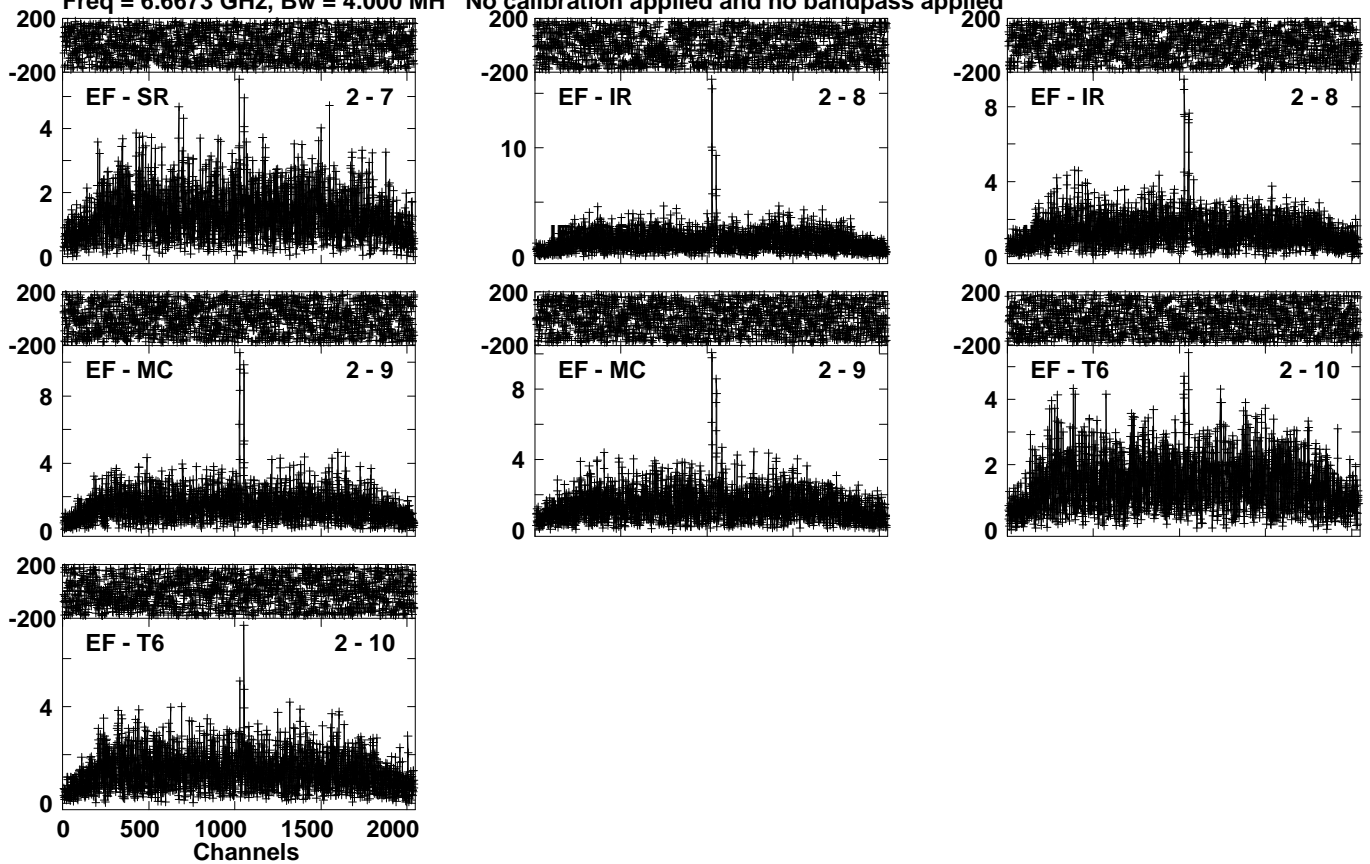 Freq = 6.6673 GHz, Bw = 4.000 MH No calibration applied and no bandpass applied
200 200 200
-200 -200 -200
EF - SR 2 - 7 EF - IR 2 - 8 EF - IR 2 - 8
4 10 8
2 4
0 0 0
200 200 200
-200 -200 -200
EF - MC 2 - 9 EF - MC 2 - 9 EF - T6 2 - 10
8 8 4
4 4 2
0 0 0
200
-200
EF - T6 2 - 10
4
0
0 500 1000 1500 2000
Channels